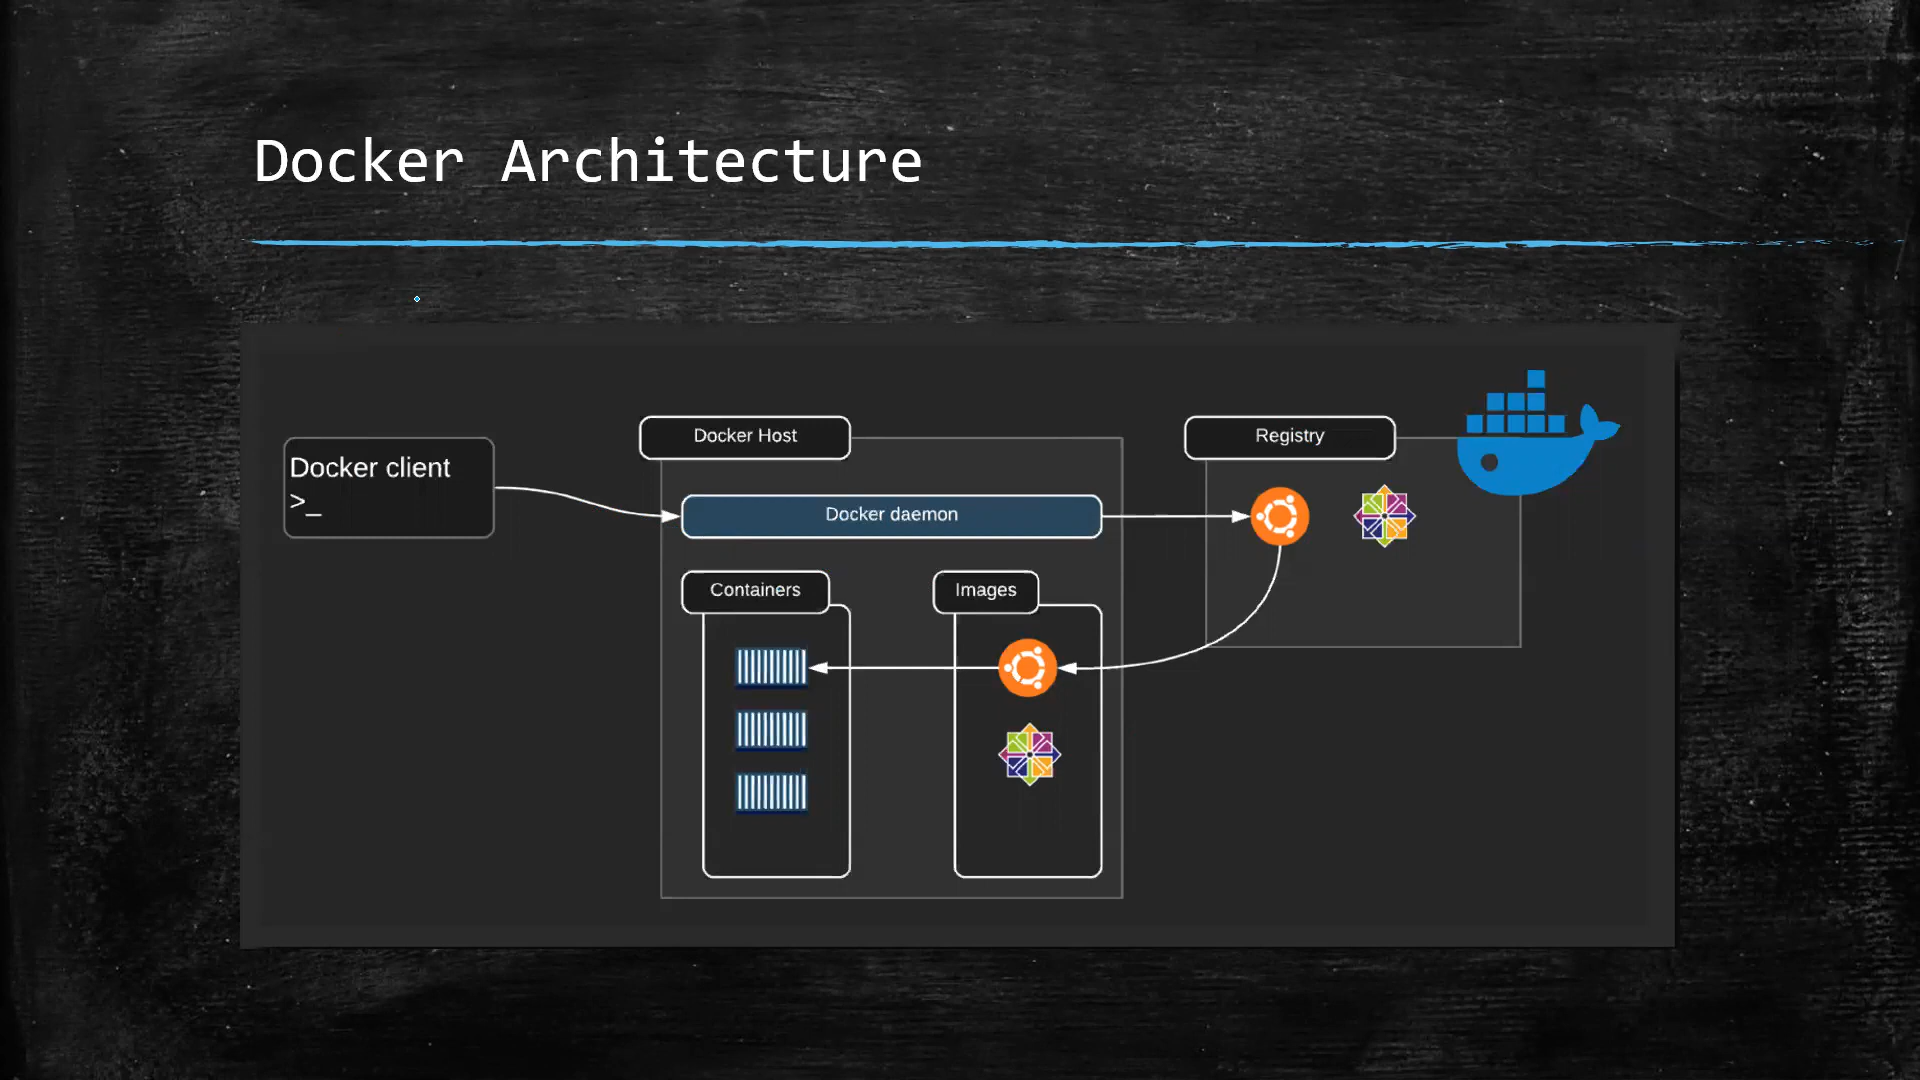 Docker Architecture
Docker client
>_
Docker Host
Docker daemon
Containers
Images
Registry